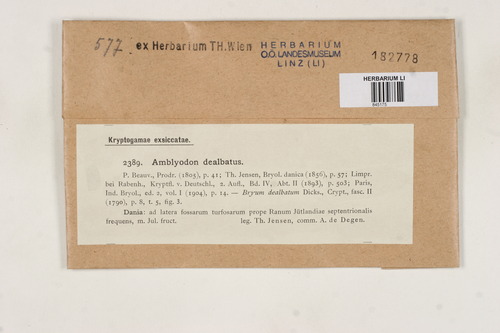 577 ex Herbarium TH.Wien
HERBARIUM
O.Ö. LANDESMUSEUM
LINZ (LI)
182778
HERBARIUM LI
Kryptogamae exsiccatae.
2389. Amblyodon dealbatus.
P. Beauv., Prodr. (1805), p. 41; Th. Jensen, Bryol. danica (1856), p. 57; Limpr.
bei Rabenh., Kryptfl. v. Deutschl., 2. Aufl., Bd. IV, Abt. II (1893), p. 503; Paris,
Ind. Bryol., ed. 2, vol. I (1904), p. 14. — Bryum dealbatum Dicks., Crypt., fasc. II
(1790), p. 8, t. 5, fig. 3.
Dania: ad latera fossarum turfosarum prope Ranum Jütlandiae septentrionalis
frequens, m. Jul. fruct. leg. Th. Jensen, comm. A. de Degen.